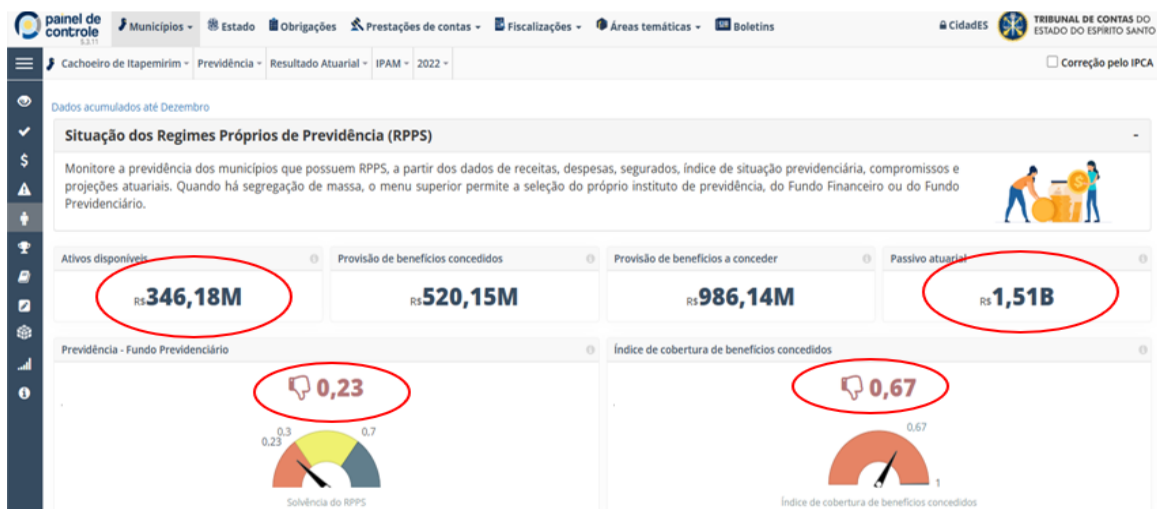 painel de controle
5.3.11
Municípios
Estado
Obrigações
Prestações de contas
Fiscalizações
Áreas temáticas
Boletins
CidadES
TRIBUNAL DE CONTAS DO
ESTADO DO ESPÍRITO SANTO
Cachoeiro de Itapemirim
Previdência
Resultado Atuarial
IPAM
2022
Correção pelo IPCA
Dados acumulados até Dezembro
Situação dos Regimes Próprios de Previdência (RPPS)
-
Monitore a previdência dos municípios que possuem RPPS, a partir dos dados de receitas, despesas, segurados, índice de situação previdenciária, compromissos e
projeções atuariais. Quando há segregação de massa, o menu superior permite a seleção do próprio instituto de previdência, do Fundo Financeiro ou do Fundo
Previdenciário.
Ativos disponíveis
R$346,18M
Provisão de benefícios concedidos
R$520,15M
Provisão de benefícios a conceder
R$986,14M
Passivo atuarial
R$1,51B
Previdência - Fundo Previdenciário
0,23
0,23
0,3
0,7
Solvência do RPPS
Índice de cobertura de benefícios concedidos
0,67
0,67
1
Índice de cobertura de benefícios concedidos